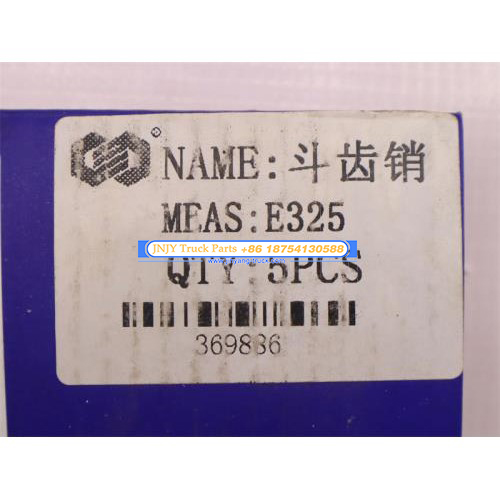 ® NAME:斗齿销
MEAS:E325
JNJY Truck Parts +86 18754130588
QTY:5PCS
369886